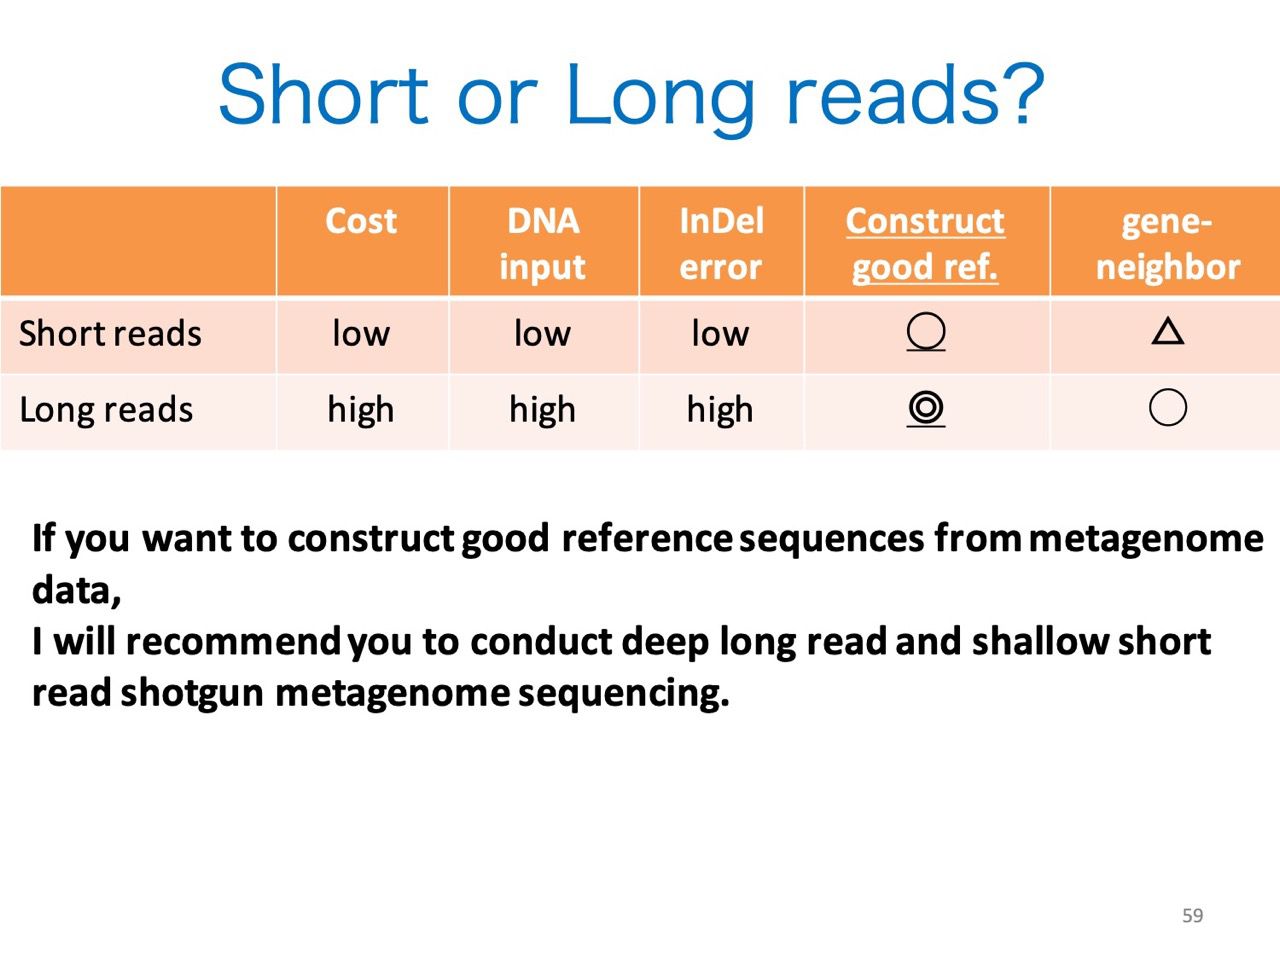 Short or Long reads?
Cost DNA input InDel error Construct good ref. gene-neighbor
Short reads low low low ○ △
Long reads high high high ◎ ○
If you want to construct good reference sequences from metagenome
data,
I will recommend you to conduct deep long read and shallow short
read shotgun metagenome sequencing.
59